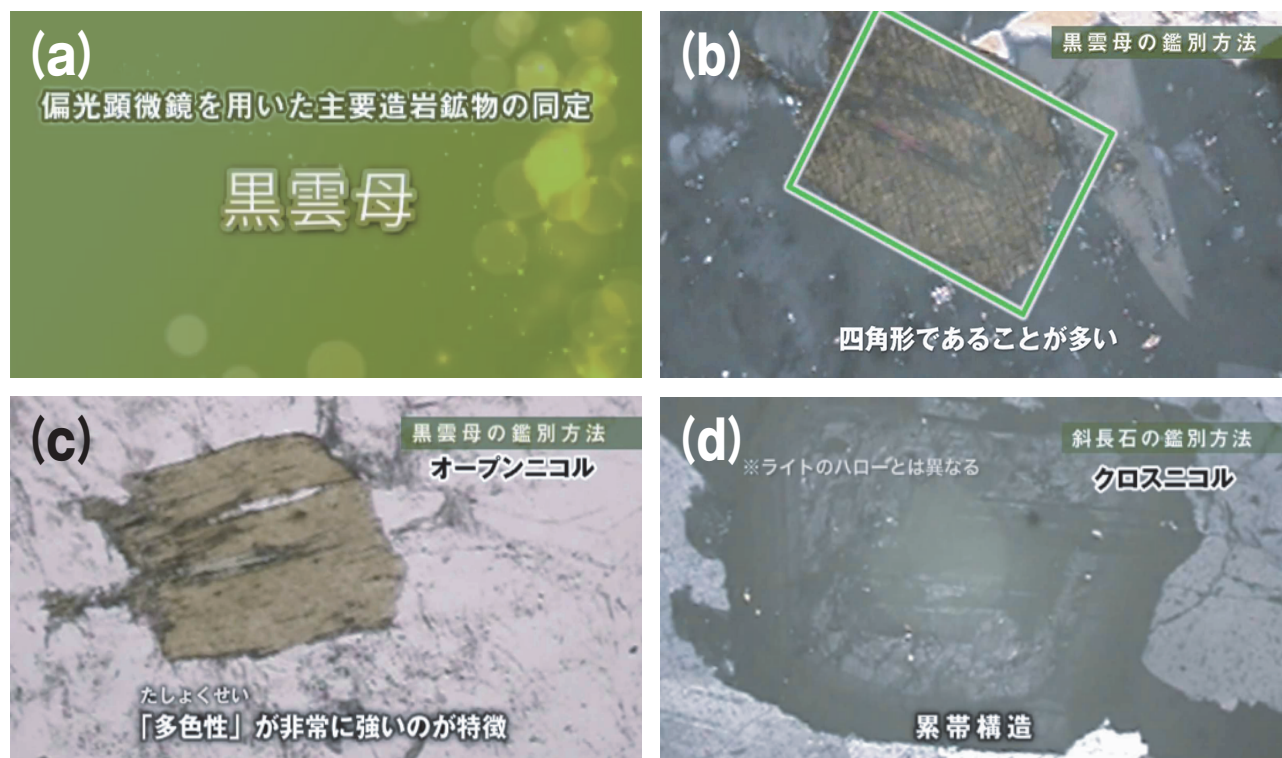 (a)
偏光顕微鏡を用いた主要造岩鉱物の同定
黒雲母
(b)
黒雲母の鑑別方法
四角形であることが多い
(c)
黒雲母の鑑別方法
オープンニコル
たしょくせい
「多色性」が非常に強いのが特徴
(d)
斜長石の鑑別方法
※ライトのハローとは異なる
クロスニコル
累帯構造